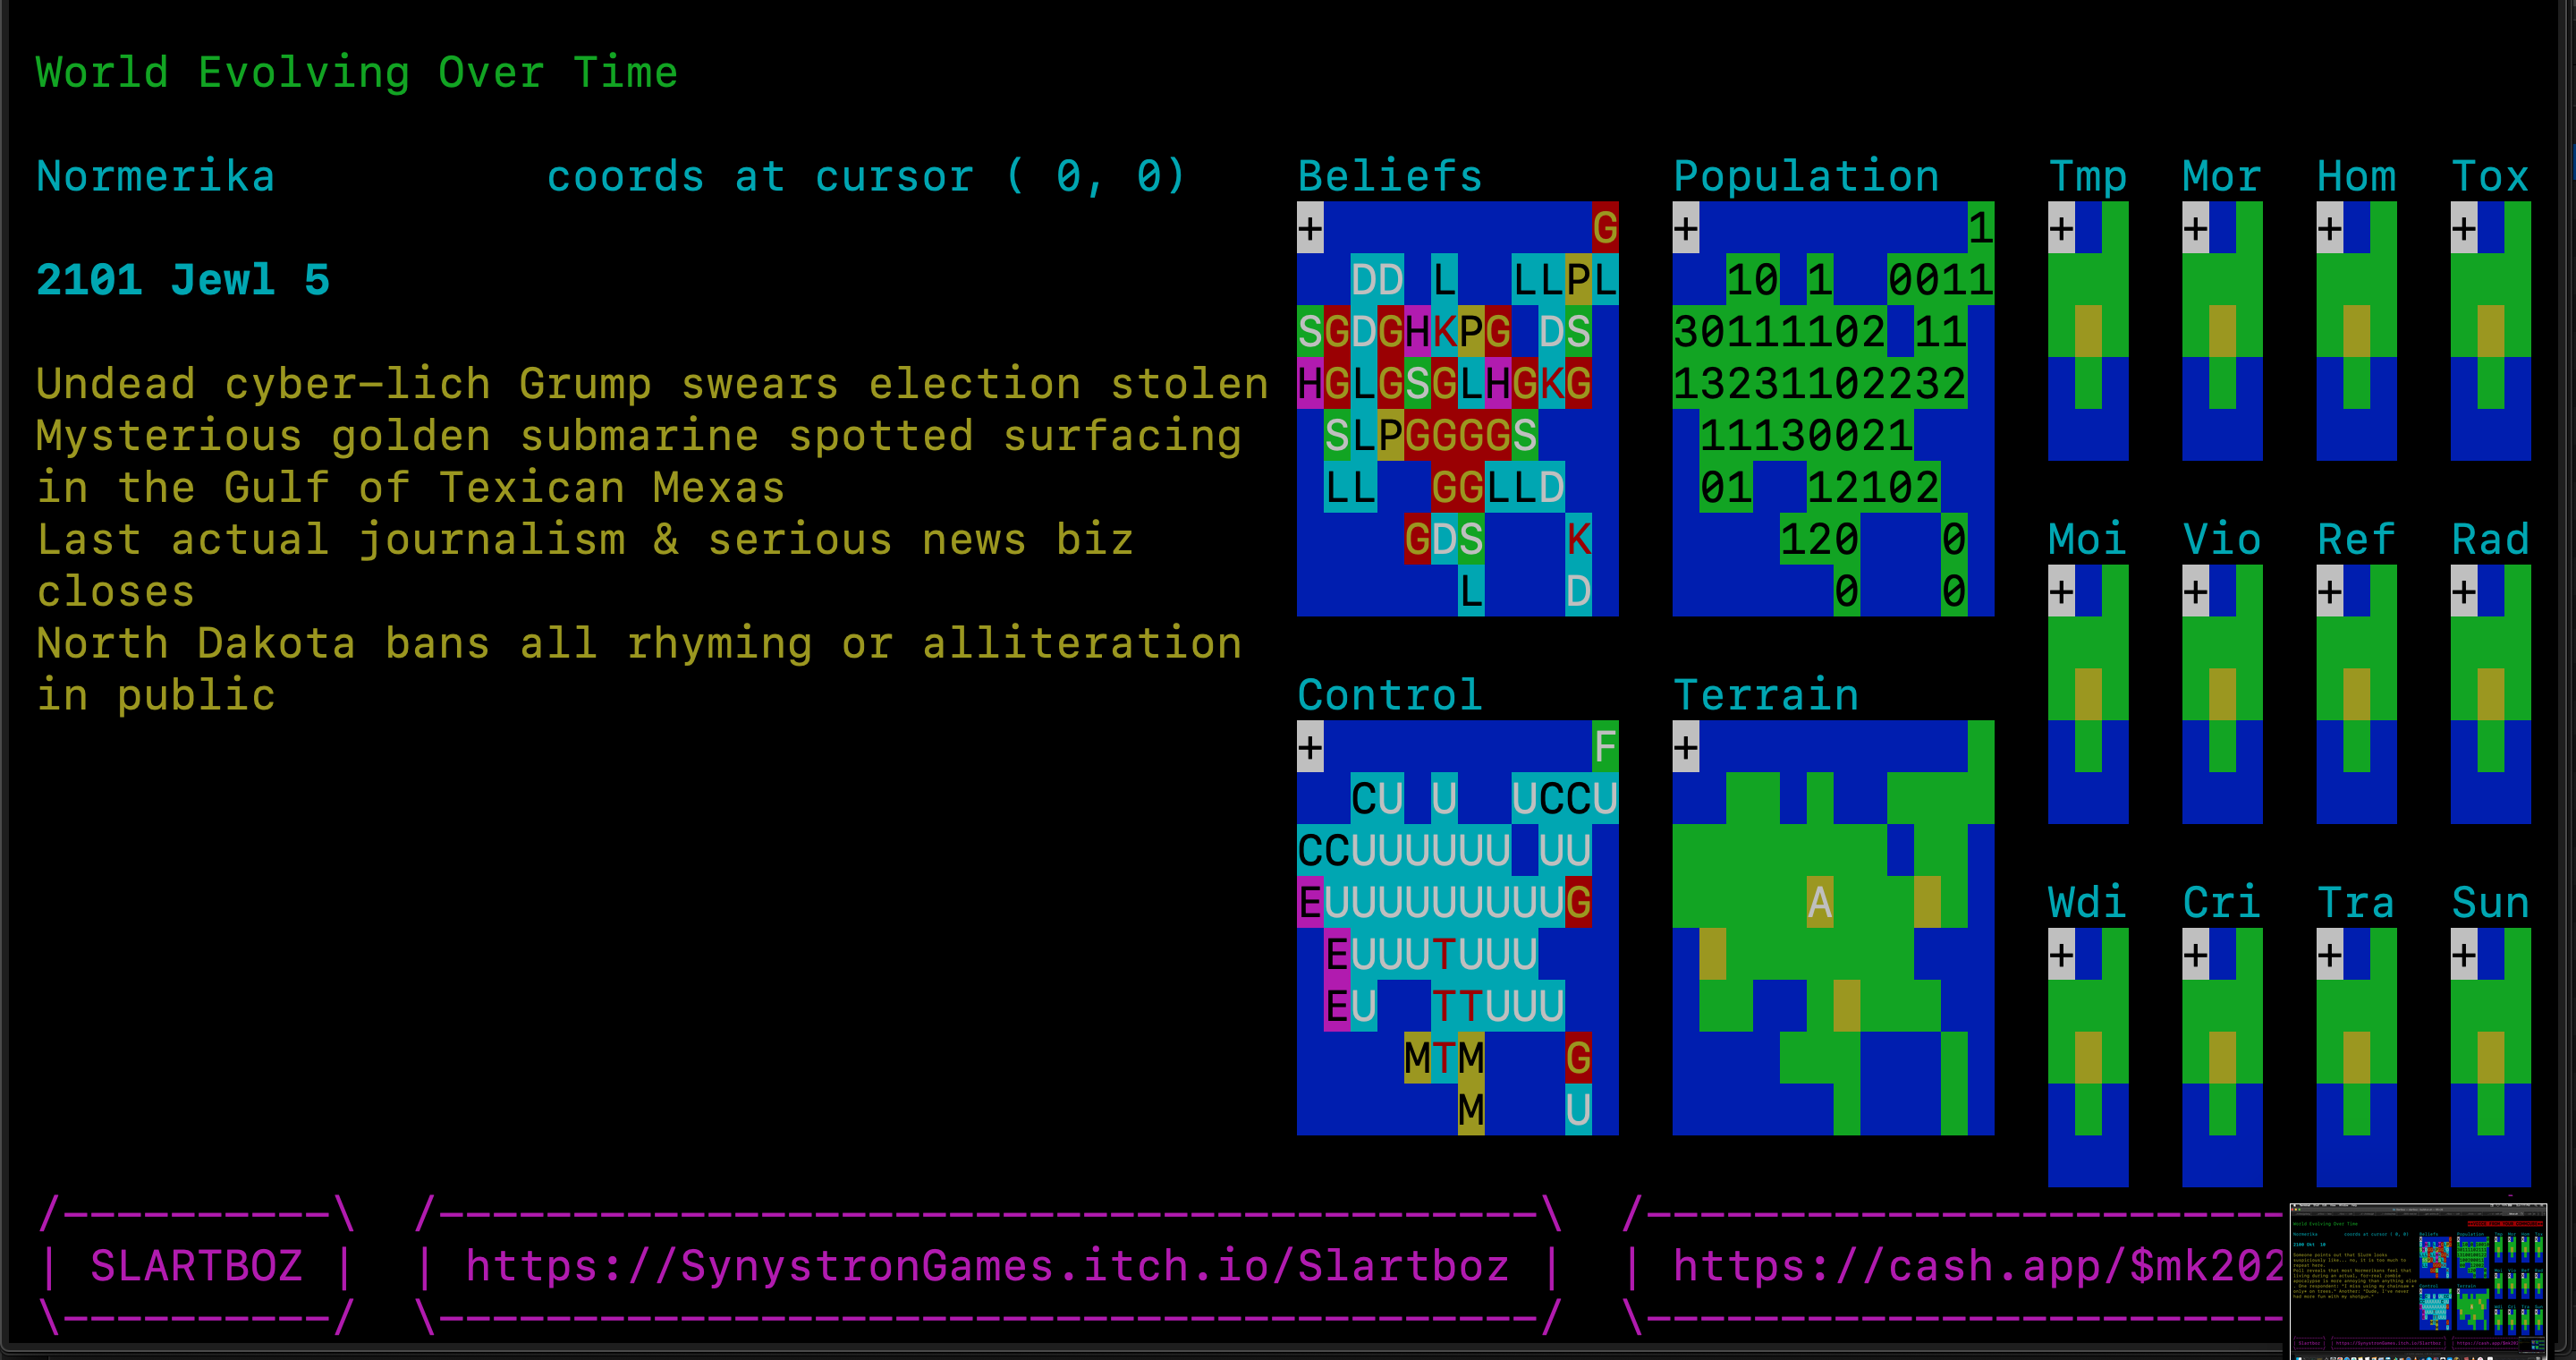 World Evolving Over Time
Normerika coords at cursor ( 0, 0)
2101 Jewl 5
Undead cyber-lich Grump swears election stolen
Mysterious golden submarine spotted surfacing
in the Gulf of Texican Mexas
Last actual journalism & serious news biz
closes
North Dakota bans all rhyming or alliteration
in public
Beliefs
+ G
DD L LLPL
SGDGHKPG DS
HGLGSGLHGKG
SLPGGGGS
LL GGLLD
GDS K
L D
Population
+ 1
10 1 0011
30111102 11
13231102232
11130021
01 12102
120 0
0 0
Control
+ F
CU U UCCU
CCUUUUUU UU
EUUUUUUUUUG
EUUUTUUU
EU TTUUU
MTM G
M U
Terrain
+
A
Tmp Mor Hom Tox
+ + + +
Moi Vio Ref Rad
+ + + +
Wdi Cri Tra Sun
+ + + +
/----------\ /-----------------------------------------\ /------------------------
| SLARTBOZ | | https://SynystronGames.itch.io/Slartboz | | https://cash.app/$mk202
\----------/ \-----------------------------------------/ \------------------------